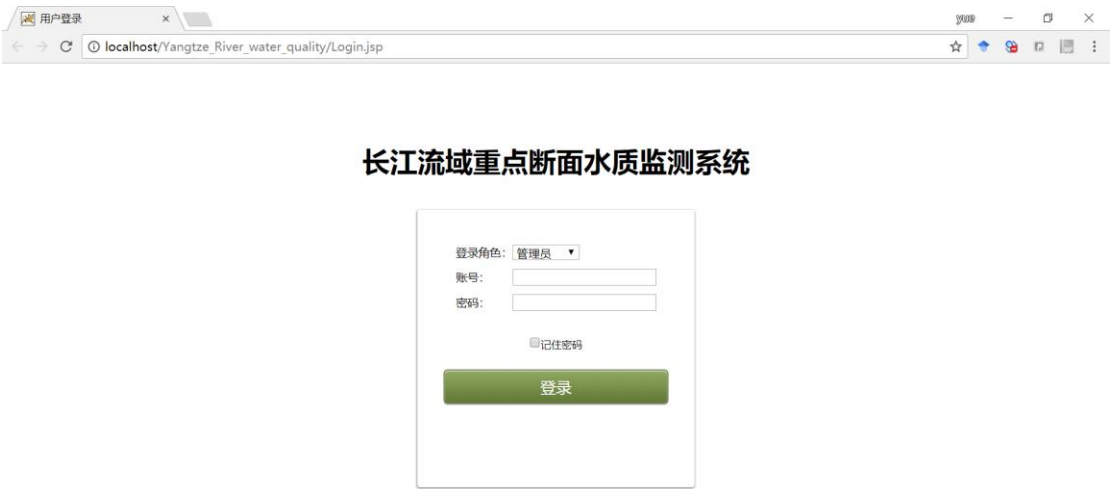 用户登录
yue
localhost/Yangtze_River_water_quality/Login.jsp
长江流域重点断面水质监测系统
登录角色: 管理员
账号:
密码:
记住密码
登录